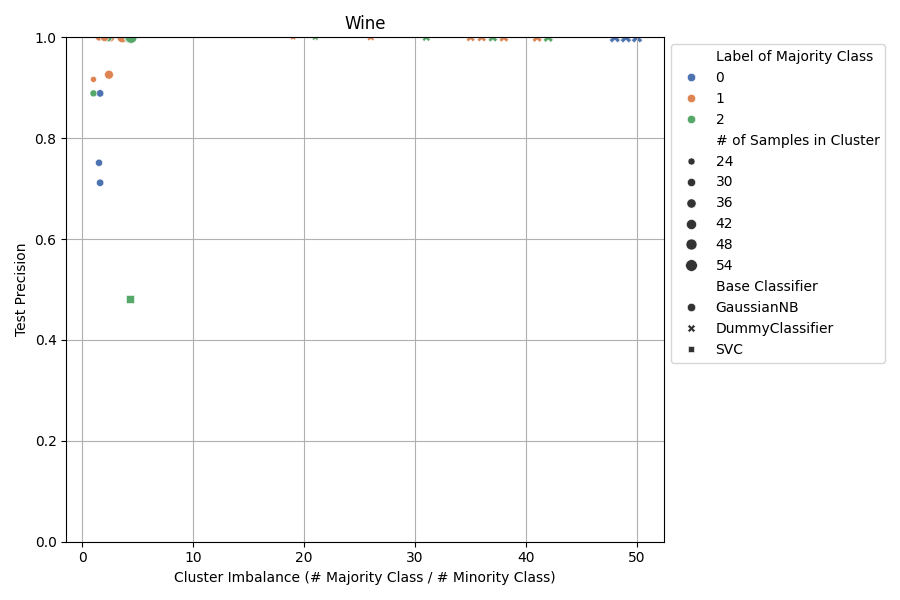 Wine
Test Precision
1.0
0.8
0.6
0.4
0.2
0.0
0
10
20
30
40
50
Cluster Imbalance (# Majority Class / # Minority Class)
Label of Majority Class
0
1
2
# of Samples in Cluster
24
30
36
42
48
54
Base Classifier
GaussianNB
DummyClassifier
SVC